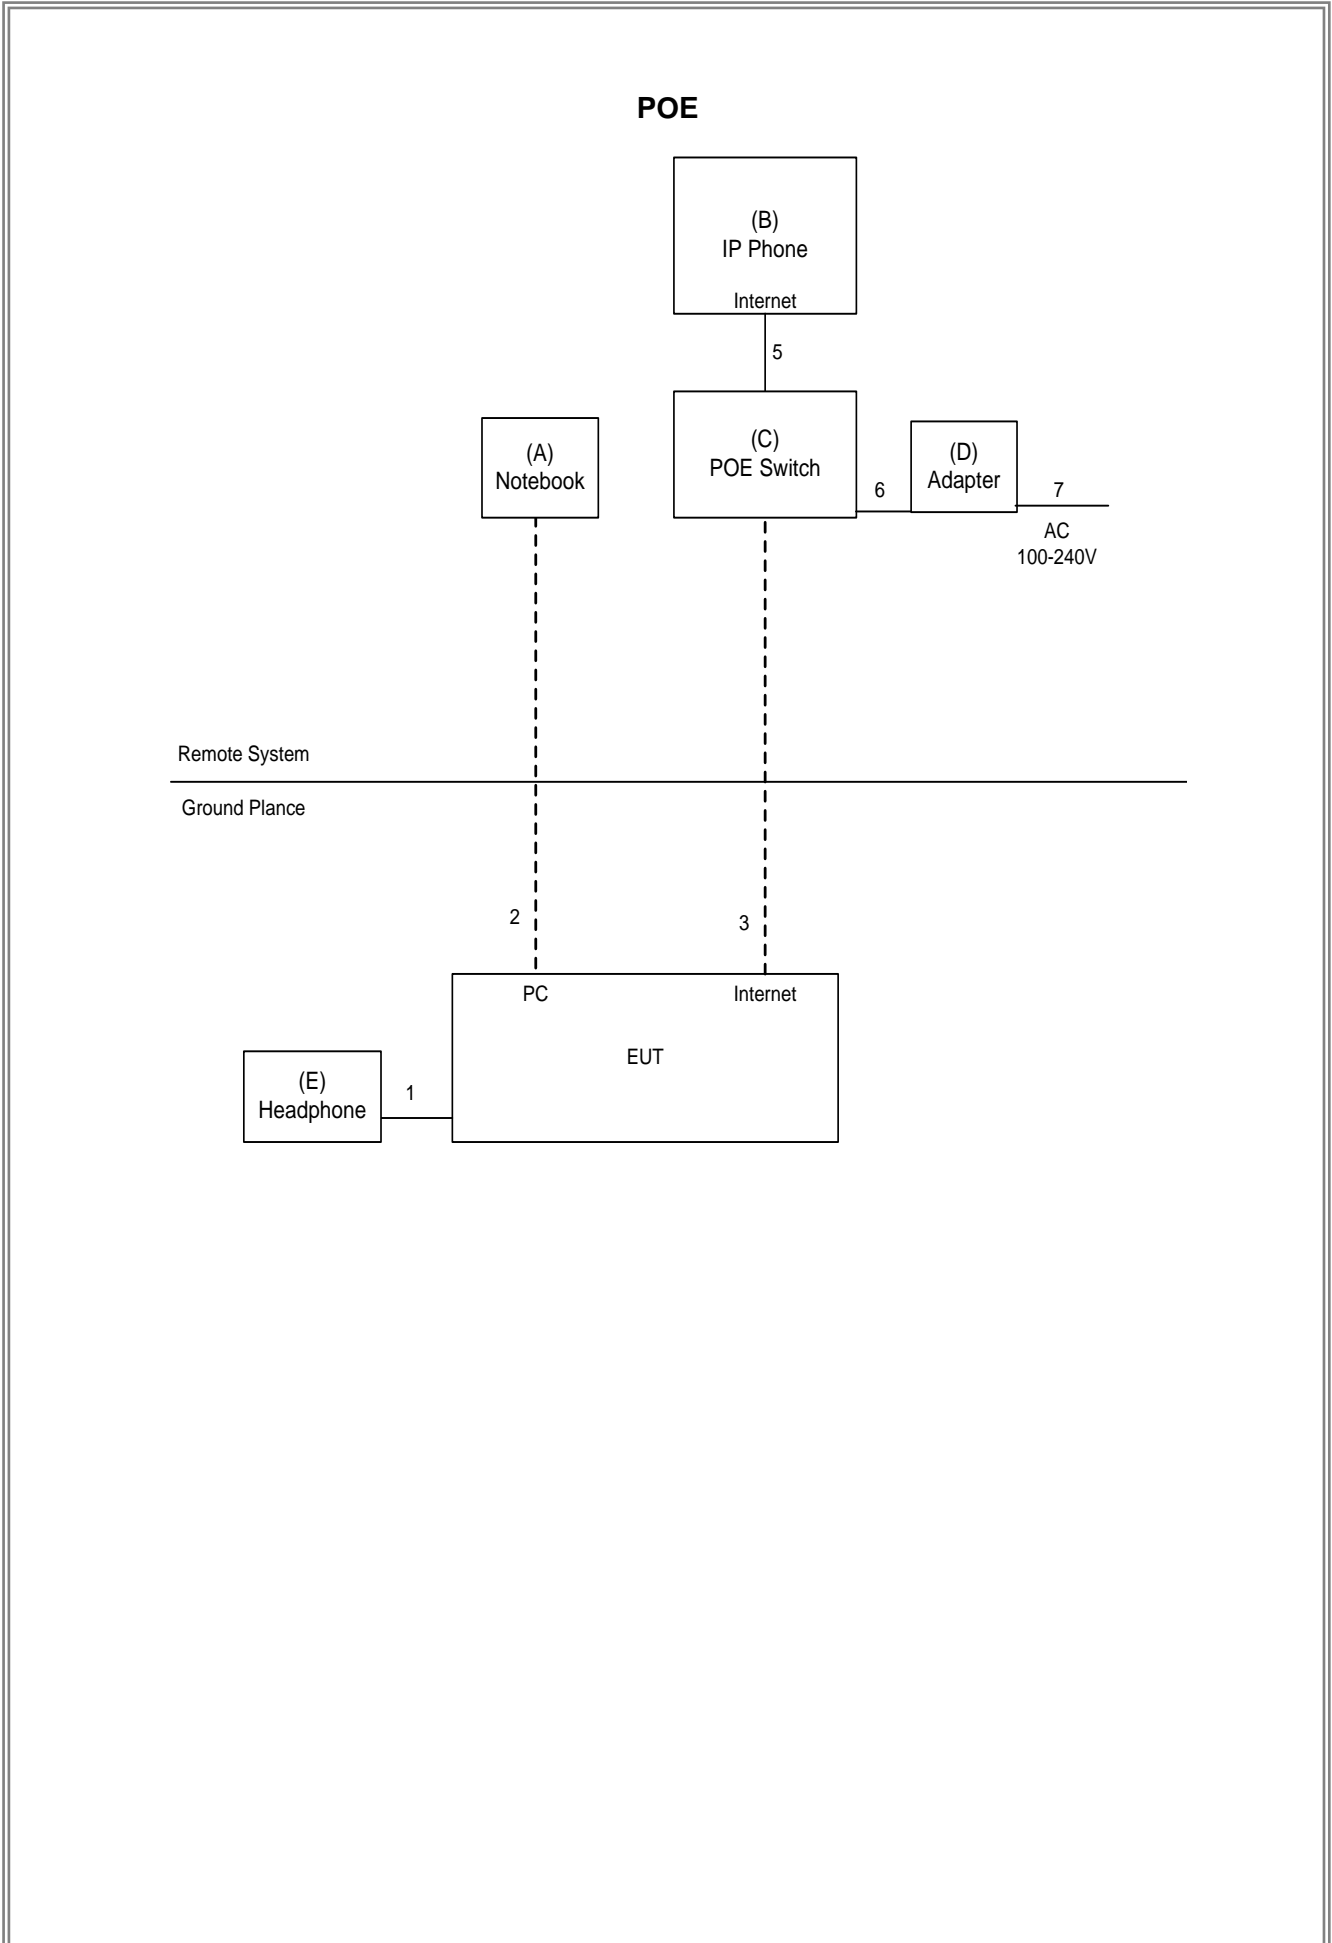 POE
(B)
IP Phone
Internet
5
(A)
Notebook
(C)
POE Switch
6
(D)
Adapter
7
AC
100-240V
Remote System
Ground Plance
2
3
PC
Internet
EUT
(E)
Headphone
1